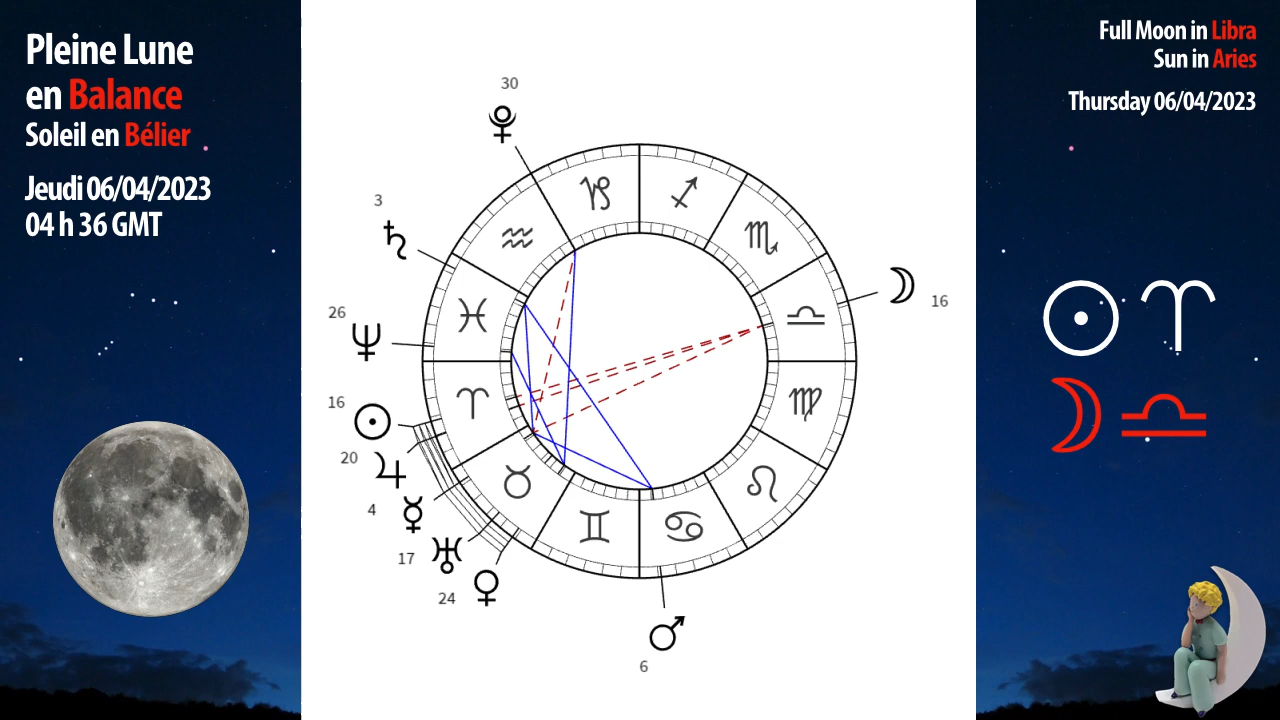 Pleine Lune
en Balance
Soleil en Bélier
Jeudi 06/04/2023
04 h 36 GMT
Full Moon in Libra
Sun in Aries
Thursday 06/04/2023
30
3
26
16
20
4
17
24
6
16